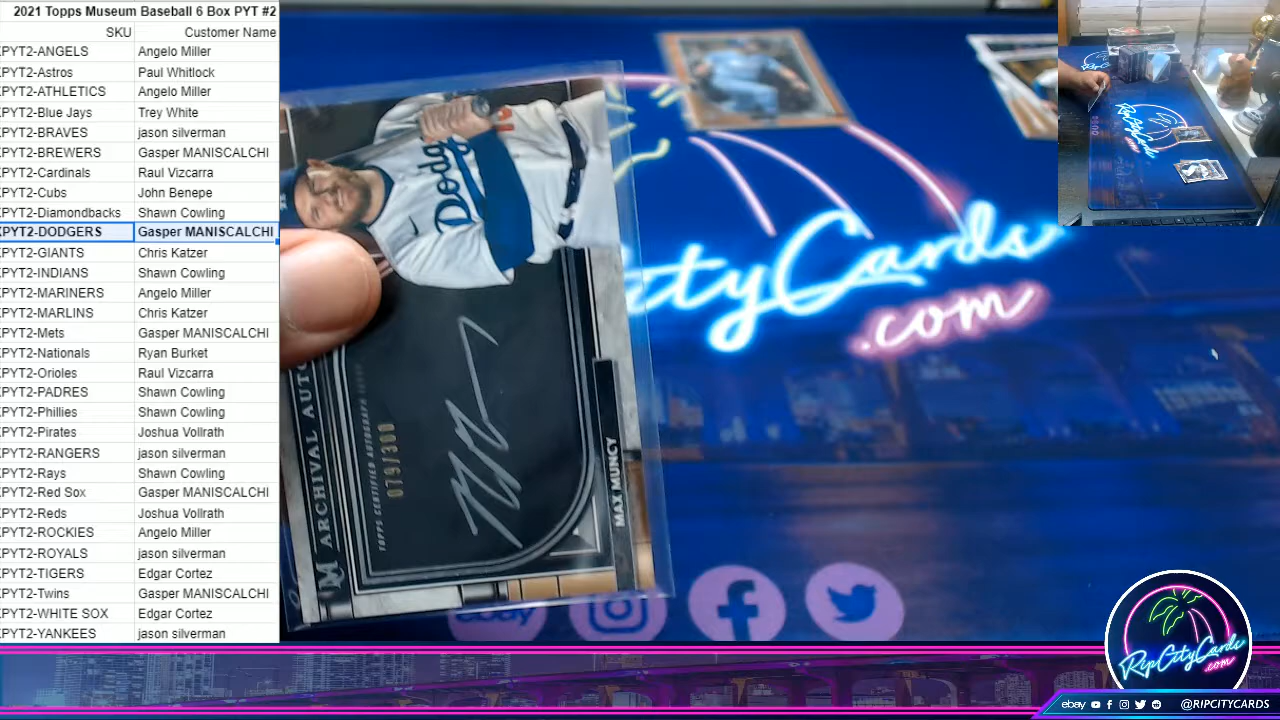 2021 Topps Museum Baseball 6 Box PYT #2
SKU Customer Name
PYT2-ANGELS Angelo Miller
PYT2-Astros Paul Whitlock
PYT2-ATHLETICS Angelo Miller
PYT2-Blue Jays Trey White
PYT2-BRAVES jason silverman
PYT2-BREWERS Gasper MANISCALCHI
PYT2-Cardinals Raul Vizcarra
PYT2-Cubs John Benepe
PYT2-Diamondbacks Shawn Cowling
PYT2-DODGERS Gasper MANISCALCHI
PYT2-GIANTS Chris Katzer
PYT2-INDIANS Shawn Cowling
PYT2-MARINERS Angelo Miller
PYT2-MARLINS Chris Katzer
PYT2-Mets Gasper MANISCALCHI
PYT2-Nationals Ryan Burket
PYT2-Orioles Raul Vizcarra
PYT2-PADRES Shawn Cowling
PYT2-Phillies Shawn Cowling
PYT2-Pirates Joshua Vollrath
PYT2-RANGERS jason silverman
PYT2-Rays Shawn Cowling
PYT2-Red Sox Gasper MANISCALCHI
PYT2-Reds Joshua Vollrath
PYT2-ROCKIES Angelo Miller
PYT2-ROYALS jason silverman
PYT2-TIGERS Edgar Cortez
PYT2-Twins Gasper MANISCALCHI
PYT2-WHITE SOX Edgar Cortez
PYT2-YANKEES jason silverman
Dodg
M ARCHIVAL AUTO
TOPPS CERTIFIED AUTOGRAPH
079/300
MAX MUNCY
tyCards
.com
ebay
RipCityCards
.com
ebay @RIPCITYCARDS